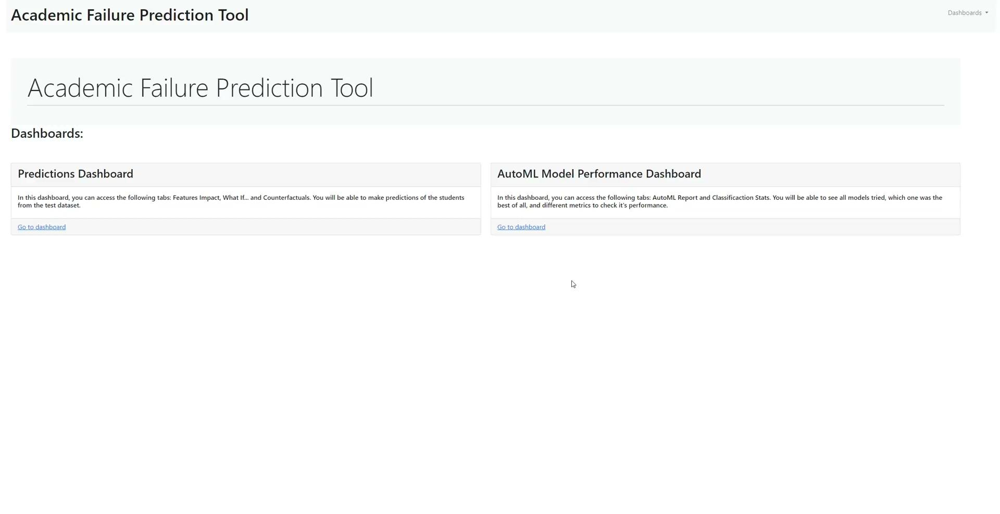 Academic Failure Prediction Tool
Dashboards
Academic Failure Prediction Tool
Dashboards:
Predictions Dashboard
In this dashboard, you can access the following tabs: Features Impact, What If... and Counterfactuals. You will be able to make predictions of the students
from the test dataset.
Go to dashboard
AutoML Model Performance Dashboard
In this dashboard, you can access the following tabs: AutoML Report and Classificaction Stats. You will be able to see all models tried, which one was the
best of all, and different metrics to check it's performance.
Go to dashboard